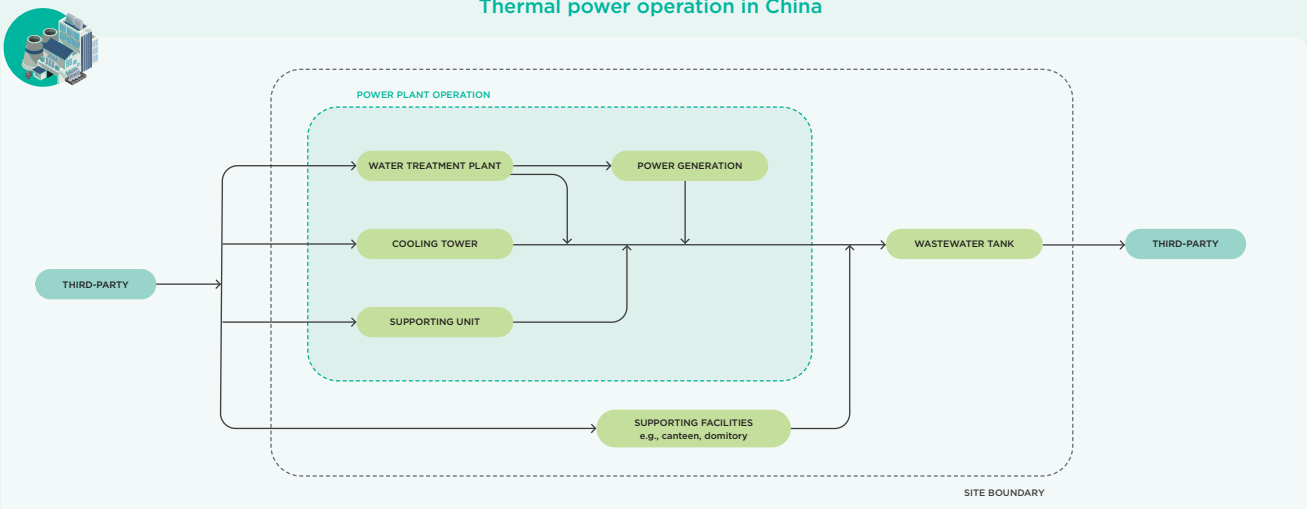 Thermal power operation in China
POWER PLANT OPERATION
WATER TREATMENT PLANT
POWER GENERATION
COOLING TOWER
WASTEWATER TANK
THIRD-PARTY
THIRD-PARTY
SUPPORTING UNIT
SUPPORTING FACILITIES
e.g., canteen, domitory
SITE BOUNDARY